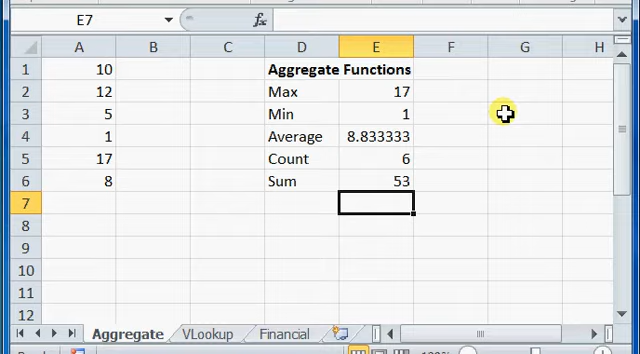 E7
fx
A B C D E F G H
1 10 Aggregate Functions
2 12 Max 17
3 5 Min 1
4 1 Average 8.833333
5 17 Count 6
6 8 Sum 53
7
8
9
10
11
12
Aggregate VLookup Financial